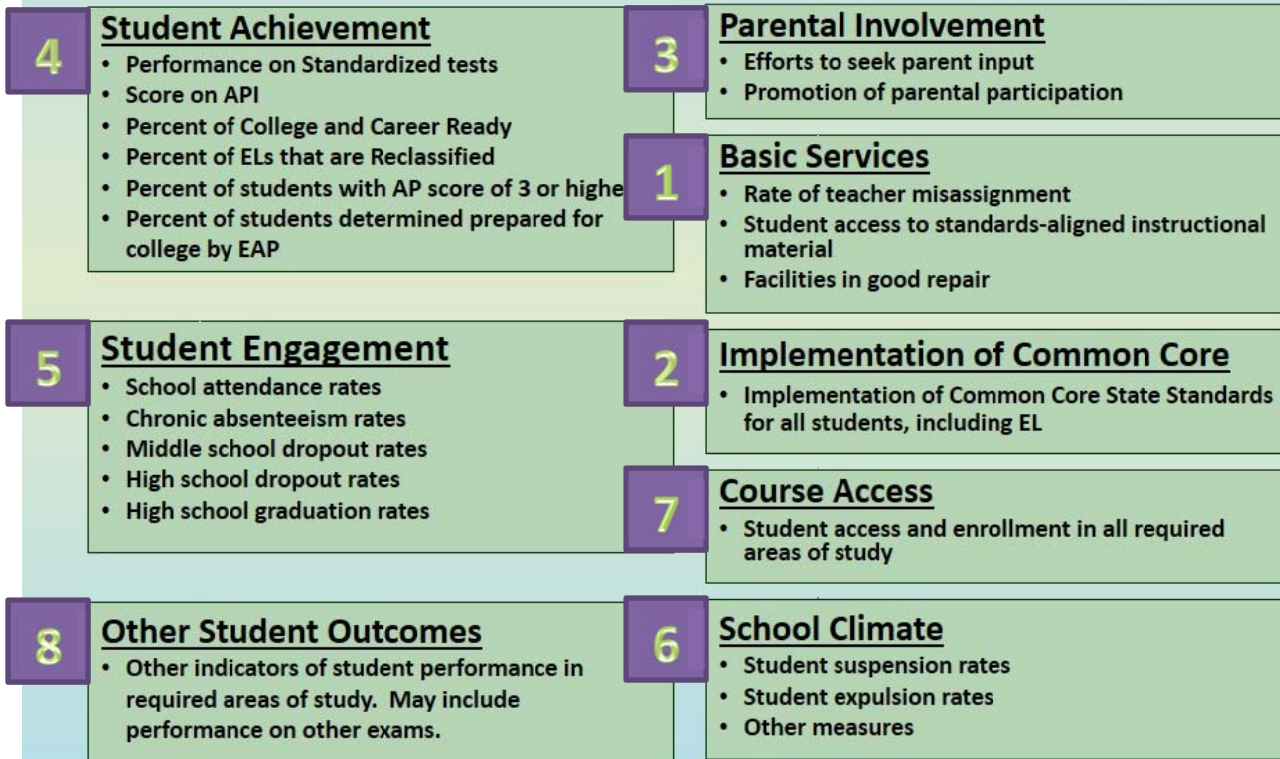 4
Student Achievement
• Performance on Standardized tests
• Score on API
• Percent of College and Career Ready
• Percent of ELs that are Reclassified
• Percent of students with AP score of 3 or highe
• Percent of students determined prepared for
college by EAP
5
Student Engagement
• School attendance rates
• Chronic absenteeism rates
• Middle school dropout rates
• High school dropout rates
• High school graduation rates
8
Other Student Outcomes
• Other indicators of student performance in
required areas of study. May include
performance on other exams.
3
Parental Involvement
• Efforts to seek parent input
• Promotion of parental participation
1
Basic Services
• Rate of teacher misassignment
• Student access to standards-aligned instructional
material
• Facilities in good repair
2
Implementation of Common Core
• Implementation of Common Core State Standards
for all students, including EL
7
Course Access
• Student access and enrollment in all required
areas of study
6
School Climate
• Student suspension rates
• Student expulsion rates
• Other measures